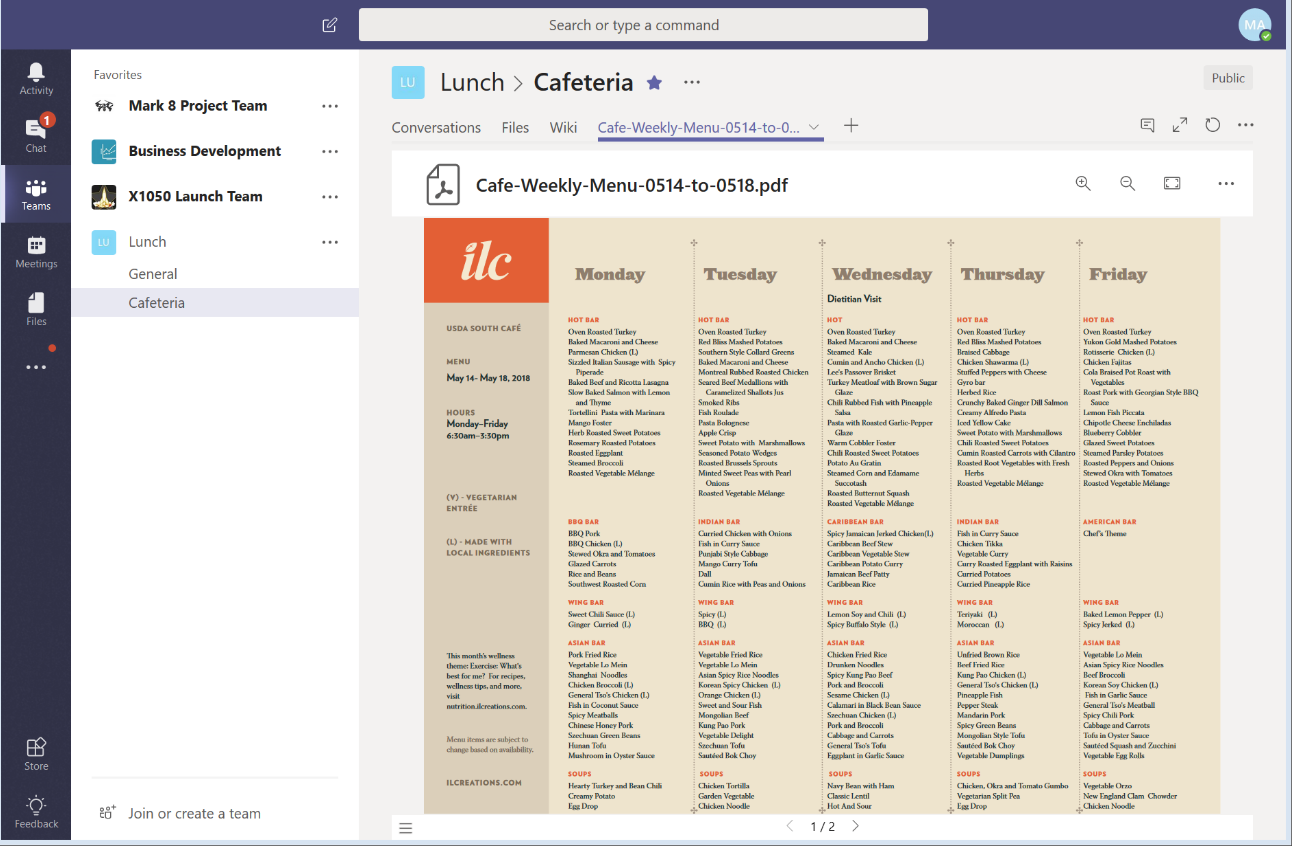 Search or type a command
MA
Activity
1
Chat
Teams
Meetings
Files
Store
Feedback
Favorites
Mark 8 Project Team
Business Development
X1050 Launch Team
LU
Lunch
General
Cafeteria
Join or create a team
LU
Lunch > Cafeteria
Public
Conversations Files Wiki Cafe-Weekly-Menu-0514-to-0...
Cafe-Weekly-Menu-0514-to-0518.pdf
ilc
USDA SOUTH CAFÉ
MENU
May 14- May 18, 2018
HOURS
Monday–Friday
6:30am–3:30pm
(V) - VEGETARIAN
ENTRÉE
(L) - MADE WITH
LOCAL INGREDIENTS
This month's wellness
theme: Exercise: What's
best for me? For recipes,
wellness tips, and more,
visit
nutrition.ilcreations.com.
Menu items are subject to
change based on availability.
ILCREATIONS.COM
Monday
HOT BAR
Oven Roasted Turkey
Baked Macaroni and Cheese
Parmesan Chicken (L)
Sizzled Italian Sausage with Spicy
Piperade
Baked Beef and Ricotta Lasagna
Slow Baked Salmon with Lemon
and Thyme
Tortellini Pasta with Marinara
Mango Foster
Herb Roasted Sweet Potatoes
Rosemary Roasted Potatoes
Roasted Eggplant
Steamed Broccoli
Roasted Vegetable Mélange
BBQ BAR
BBQ Pork
BBQ Chicken (L)
Stewed Okra and Tomatoes
Glazed Carrots
Rice and Beans
Southwest Roasted Corn
WING BAR
Sweet Chili Sauce (L)
Ginger Curried (L)
ASIAN BAR
Pork Fried Rice
Vegetable Lo Mein
Shanghai Noodles
Chicken Broccoli (L)
General Tso's Chicken (L)
Fish in Coconut Sauce
Spicy Meatballs
Chinese Honey Pork
Szechuan Green Beans
Hunan Tofu
Mushroom in Oyster Sauce
SOUPS
Hearty Turkey and Bean Chili
Creamy Potato
Egg Drop
Tuesday
HOT BAR
Oven Roasted Turkey
Red Bliss Mashed Potatoes
Southern Style Collard Greens
Baked Macaroni and Cheese
Montreal Rubbed Roasted Chicken
Seared Beef Medallions with
Caramelized Shallots Jus
Smoked Ribs
Fish Roulade
Pasta Bolognese
Apple Crisp
Sweet Potato with Marshmallows
Seasoned Potato Wedges
Roasted Brussels Sprouts
Minted Sweet Peas with Pearl
Onions
Roasted Vegetable Mélange
INDIAN BAR
Curried Chicken with Onions
Fish in Curry Sauce
Punjabi Style Cabbage
Mango Curry Tofu
Dall
Cumin Rice with Peas and Onions
WING BAR
Spicy (L)
BBQ (L)
ASIAN BAR
Vegetable Fried Rice
Vegetable Lo Mein
Asian Spicy Rice Noodles
Korean Spicy Chicken (L)
Orange Chicken (L)
Sweet and Sour Fish
Mongolian Beef
Kung Pao Pork
Vegetable Delight
Szechuan Tofu
Sautéed Bok Choy
SOUPS
Chicken Tortilla
Garden Vegetable
Chicken Noodle
Wednesday
Dietitian Visit
HOT
Oven Roasted Turkey
Baked Macaroni and Cheese
Steamed Kale
Cumin and Ancho Chicken (L)
Lee's Passover Brisket
Turkey Meatloaf with Brown Sugar
Glaze
Chili Rubbed Fish with Pineapple
Salsa
Pasta with Roasted Garlic-Pepper
Glaze
Warm Cobbler Foster
Chili Roasted Sweet Potatoes
Potato Au Gratin
Steamed Corn and Edamame
Succotash
Roasted Butternut Squash
Roasted Vegetable Mélange
CARIBBEAN BAR
Spicy Jamaican Jerked Chicken(L)
Caribbean Beef Stew
Caribbean Vegetable Stew
Caribbean Potato Curry
Jamaican Beef Patty
Caribbean Rice
WING BAR
Lemon Soy and Chili (L)
Spicy Buffalo Style (L)
ASIAN BAR
Chicken Fried Rice
Drunken Noodles
Spicy Kung Pao Beef
Pork and Broccoli
Sesame Chicken (L)
Calamari in Black Bean Sauce
Szechuan Chicken (L)
Pork and Broccoli
Cabbage and Carrots
General Tso's Tofu
Eggplant in Garlic Sauce
SOUPS
Navy Bean with Ham
Classic Lentil
Hot And Sour
Thursday
HOT BAR
Oven Roasted Turkey
Red Bliss Mashed Potatoes
Braised Cabbage
Chicken Shawarma (L)
Stuffed Peppers with Cheese
Gyro bar
Herbed Rice
Crunchy Baked Ginger Dill Salmon
Creamy Alfredo Pasta
Iced Yellow Cake
Sweet Potato with Marshmallows
Chili Roasted Sweet Potatoes
Cumin Roasted Carrots with Cilantro
Roasted Root Vegetables with Fresh
Herbs
Roasted Vegetable Mélange
INDIAN BAR
Fish in Curry Sauce
Chicken Tikka
Vegetable Curry
Curry Roasted Eggplant with Raisins
Curried Potatoes
Curried Pineapple Rice
WING BAR
Teriyaki (L)
Moroccan (L)
ASIAN BAR
Unfried Brown Rice
Beef Fried Rice
Kung Pao Chicken (L)
General Tso's Chicken (L)
Pineapple Fish
Pepper Steak
Mandarin Pork
Spicy Green Beans
Mongolian Style Tofu
Sautéed Bok Choy
Vegetable Dumplings
SOUPS
Chicken, Okra and Tomato Gumbo
Vegetarian Split Pea
Egg Drop
Friday
HOT BAR
Oven Roasted Turkey
Yukon Gold Mashed Potatoes
Rotisserie Chicken (L)
Chicken Fajitas
Cola Braised Pot Roast with
Vegetables
Roast Pork with Georgian Style BBQ
Sauce
Lemon Fish Piccata
Chipotle Cheese Enchiladas
Blueberry Cobbler
Glazed Sweet Potatoes
Steamed Parsley Potatoes
Roasted Peppers and Onions
Stewed Okra with Tomatoes
Roasted Vegetable Mélange
AMERICAN BAR
Chef's Theme
WING BAR
Baked Lemon Pepper (L)
Spicy Jerked (L)
ASIAN BAR
Vegetable Lo Mein
Asian Spicy Rice Noodles
Beef Broccoli
Korean Soy Chicken (L)
Fish in Garlic Sauce
General Tso's Meatball
Spicy Chili Pork
Cabbage and Carrots
Tofu in Oyster Sauce
Sautéed Squash and Zucchini
Vegetable Egg Rolls
SOUPS
Vegetable Orzo
New England Clam Chowder
Chicken Noodle
1 / 2